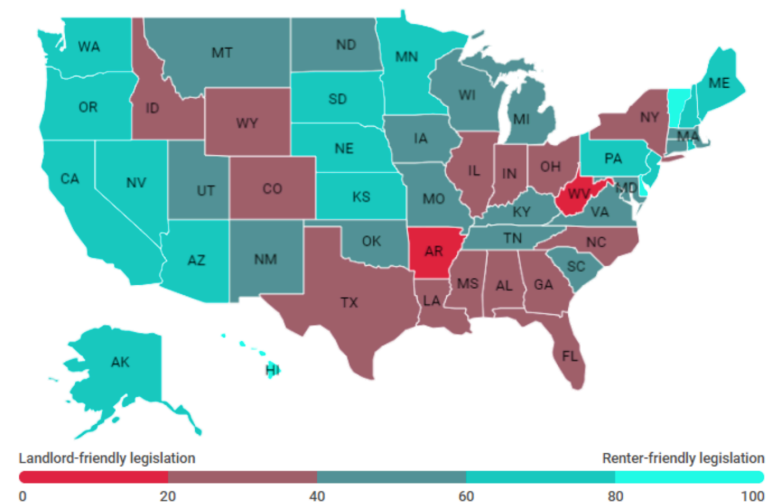 WA
MT
ND
MN
ME
OR
ID
SD
WI
MI
NY
WY
MA
NE
IA
PA
CA
NV
UT
CO
KS
MO
IL
IN
OH
WV
MD
VA
KY
AZ
NM
OK
AR
TN
NC
SC
TX
LA
MS
AL
GA
FL
AK
HI
Landlord-friendly legislation Renter-friendly legislation
0 20 40 60 80 100